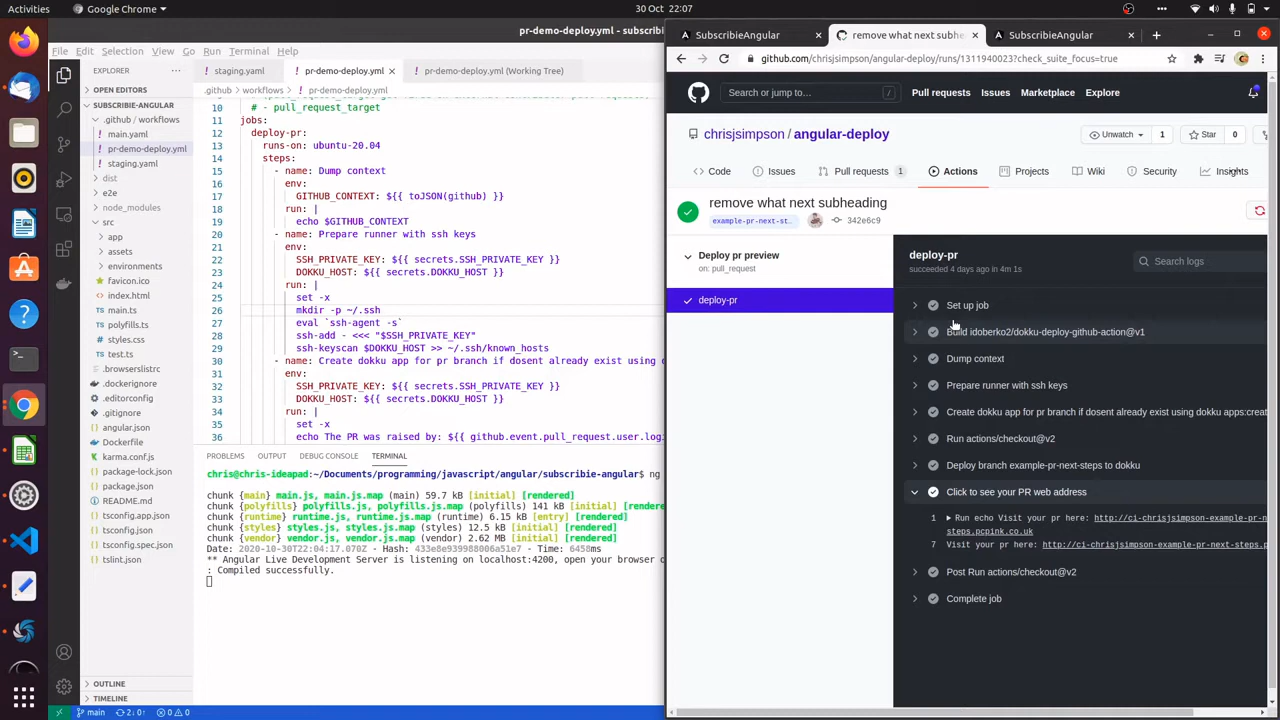 Activities
Google Chrome
30 Oct 22:07
pr-demo-deploy.yml - subscribi
File Edit Selection View Go Run Terminal Help
EXPLORER
OPEN EDITORS
SUBSCRIBIE-ANGULAR
.github / workflows
main.yaml
pr-demo-deploy.yml
staging.yaml
dist
e2e
node_modules
src
app
assets
environments
favicon.ico
index.html
main.ts
polyfills.ts
styles.css
test.ts
.browserslistrc
.dockerignore
.editorconfig
.gitignore
angular.json
Dockerfile
karma.conf.js
package-lock.json
package.json
README.md
tsconfig.app.json
tsconfig.json
tsconfig.spec.json
tslint.json
OUTLINE
TIMELINE
main 2↓ 0↑ 0 0
staging.yaml
pr-demo-deploy.yml
pr-demo-deploy.yml (Working Tree)
.github > workflows > pr-demo-deploy.yml
10 # - pull_request_target
11 jobs:
12 deploy-pr:
13 runs-on: ubuntu-20.04
14 steps:
15 - name: Dump context
16 env:
17 GITHUB_CONTEXT: ${{ toJSON(github) }}
18 run: |
19 echo $GITHUB_CONTEXT
20 - name: Prepare runner with ssh keys
21 env:
22 SSH_PRIVATE_KEY: ${{ secrets.SSH_PRIVATE_KEY }}
23 DOKKU_HOST: ${{ secrets.DOKKU_HOST }}
24 run: |
25 set -x
26 mkdir -p ~/.ssh
27 eval `ssh-agent -s`
28 ssh-add - <<< "$SSH_PRIVATE_KEY"
29 ssh-keyscan $DOKKU_HOST >> ~/.ssh/known_hosts
30 - name: Create dokku app for pr branch if dosent already exist using
31 env:
32 SSH_PRIVATE_KEY: ${{ secrets.SSH_PRIVATE_KEY }}
33 DOKKU_HOST: ${{ secrets.DOKKU_HOST }}
34 run: |
35 set -x
36 echo The PR was raised by: ${{ github.event.pull_request.user.logi
PROBLEMS OUTPUT DEBUG CONSOLE TERMINAL
chris@chris-ideapad:~/Documents/programming/javascript/angular/subscribie-angular$ ng
chunk {main} main.js, main.js.map (main) 59.7 kB [initial] [rendered]
chunk {polyfills} polyfills.js, polyfills.js.map (polyfills) 141 kB [initial] [rendere
chunk {runtime} runtime.js, runtime.js.map (runtime) 6.15 kB [entry] [rendered]
chunk {styles} styles.js, styles.js.map (styles) 12.5 kB [initial] [rendered]
chunk {vendor} vendor.js, vendor.js.map (vendor) 2.62 MB [initial] [rendered]
Date: 2020-10-30T22:04:17.070Z - Hash: 433e8e939988006a51e7 - Time: 6458ms
** Angular Live Development Server is listening on localhost:4200, open your browser o
: Compiled successfully.
SubscribieAngular
remove what next subhe
SubscribieAngular
github.com/chrisjsimpson/angular-deploy/runs/1311940023?check_suite_focus=true
Search or jump to... /
Pull requests Issues Marketplace Explore
chrisjsimpson / angular-deploy
Unwatch 1 Star 0
Code Issues Pull requests 1 Actions Projects Wiki Security Insights
remove what next subheading
example-pr-next-st… 342e6c9
Deploy pr preview
on: pull_request
deploy-pr
deploy-pr
succeeded 4 days ago in 4m 1s
Search logs
Set up job
Build idoberko2/dokku-deploy-github-action@v1
Dump context
Prepare runner with ssh keys
Create dokku app for pr branch if dosent already exist using dokku apps:creat
Run actions/checkout@v2
Deploy branch example-pr-next-steps to dokku
Click to see your PR web address
1 Run echo Visit your pr here: http://ci-chrisjsimpson-example-pr-n
steps.pcpink.co.uk
7 Visit your pr here: http://ci-chrisjsimpson-example-pr-next-steps.p
Post Run actions/checkout@v2
Complete job